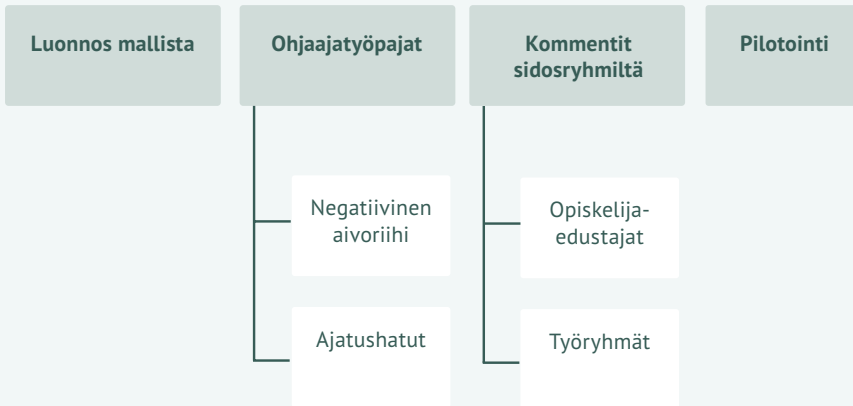 Luonnos mallista
Ohjaajatyöpajat
Kommentit
sidosryhmiltä
Pilotointi
Negatiivinen
aivoriihi
Ajatushatut
Opiskelija-
edustajat
Työryhmät